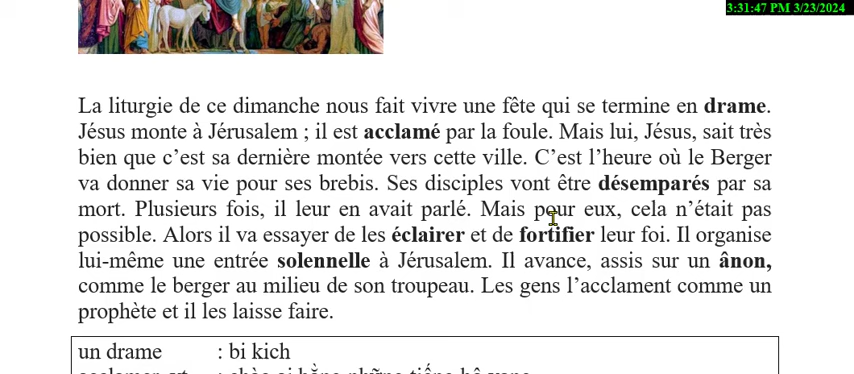 3:31:47 PM 3/23/2024
La liturgie de ce dimanche nous fait vivre une fête qui se termine en drame.
Jésus monte à Jérusalem ; il est acclamé par la foule. Mais lui, Jésus, sait très
bien que c’est sa dernière montée vers cette ville. C’est l’heure où le Berger
va donner sa vie pour ses brebis. Ses disciples vont être désemparés par sa
mort. Plusieurs fois, il leur en avait parlé. Mais pour eux, cela n’était pas
possible. Alors il va essayer de les éclairer et de fortifier leur foi. Il organise
lui-même une entrée solennelle à Jérusalem. Il avance, assis sur un ânon,
comme le berger au milieu de son troupeau. Les gens l’acclament comme un
prophète et il les laisse faire.
un drame : bi kich